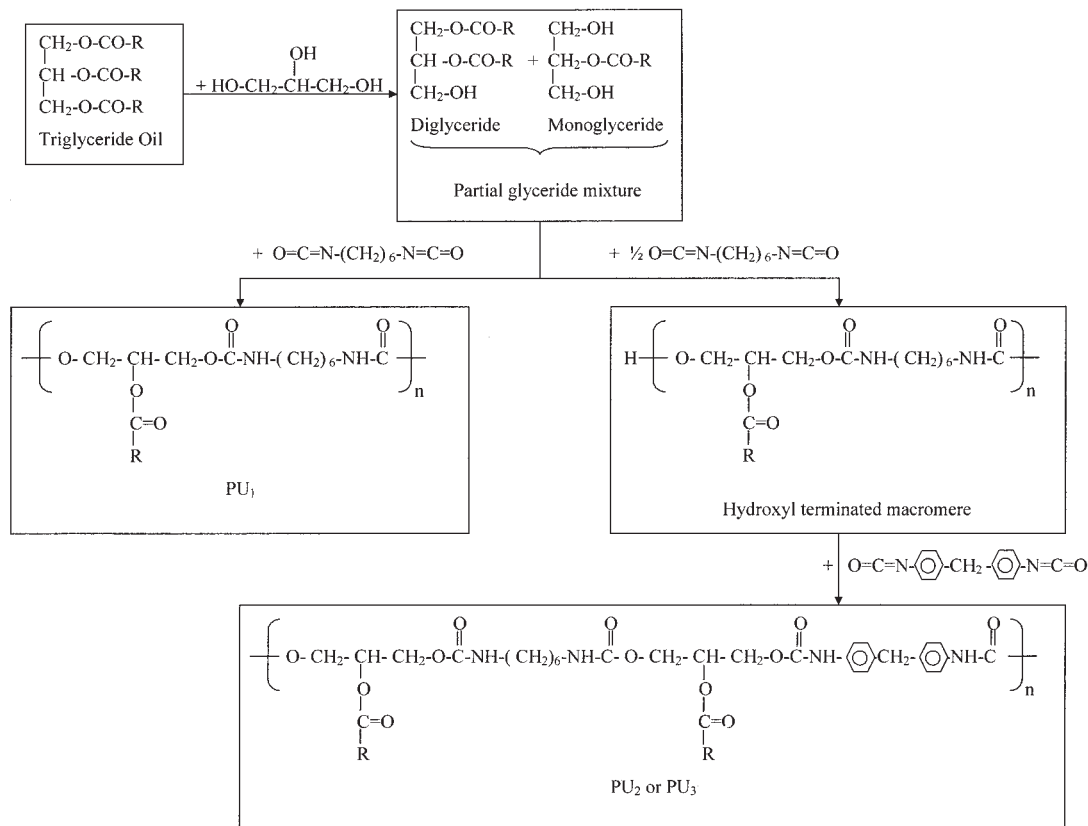 CH₂-O-CO-R
CH -O-CO-R
CH₂-O-CO-R
Triglyceride Oil
OH
+ HO-CH₂-CH-CH₂-OH
CH₂-O-CO-R
CH -O-CO-R
CH₂-OH
Diglyceride
+
CH₂-OH
CH₂-O-CO-R
CH₂-OH
Monoglyceride
Partial glyceride mixture
+ O=C=N-(CH₂)₆-N=C=O
+ ½ O=C=N-(CH₂)₆-N=C=O
O O
O-CH₂-CH-CH₂-O-C-NH-(CH₂)₆-NH-C
n
O
C=O
R
PU₁
O O
H O-CH₂-CH-CH₂-O-C-NH-(CH₂)₆-NH-C
n
O
C=O
R
Hydroxyl terminated macromere
+ O=C=N- -CH₂- -N=C=O
O O O O
O-CH₂-CH-CH₂-O-C-NH-(CH₂)₆-NH-C-O-CH₂-CH-CH₂-O-C-NH- -CH₂- -NH-C
n
O O
C=O C=O
R R
PU₂ or PU₃